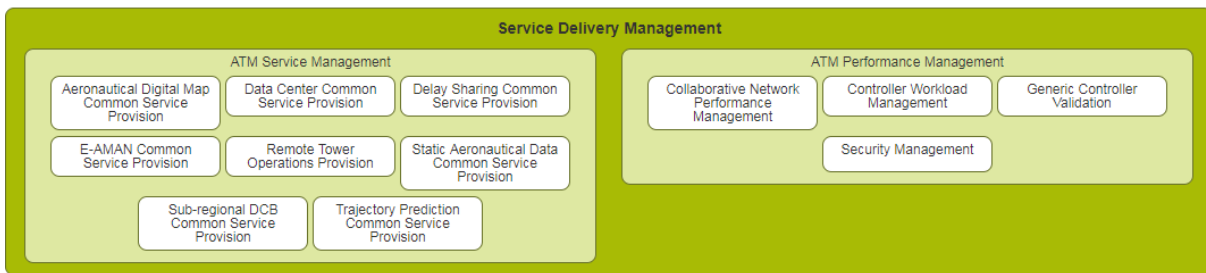 Service Delivery Management
ATM Service Management
Aeronautical Digital Map
Common Service
Provision
Data Center Common
Service Provision
Delay Sharing Common
Service Provision
E-AMAN Common
Service Provision
Remote Tower
Operations Provision
Static Aeronautical Data
Common Service
Provision
Sub-regional DCB
Common Service
Provision
Trajectory Prediction
Common Service
Provision
ATM Performance Management
Collaborative Network
Performance
Management
Controller Workload
Management
Generic Controller
Validation
Security Management